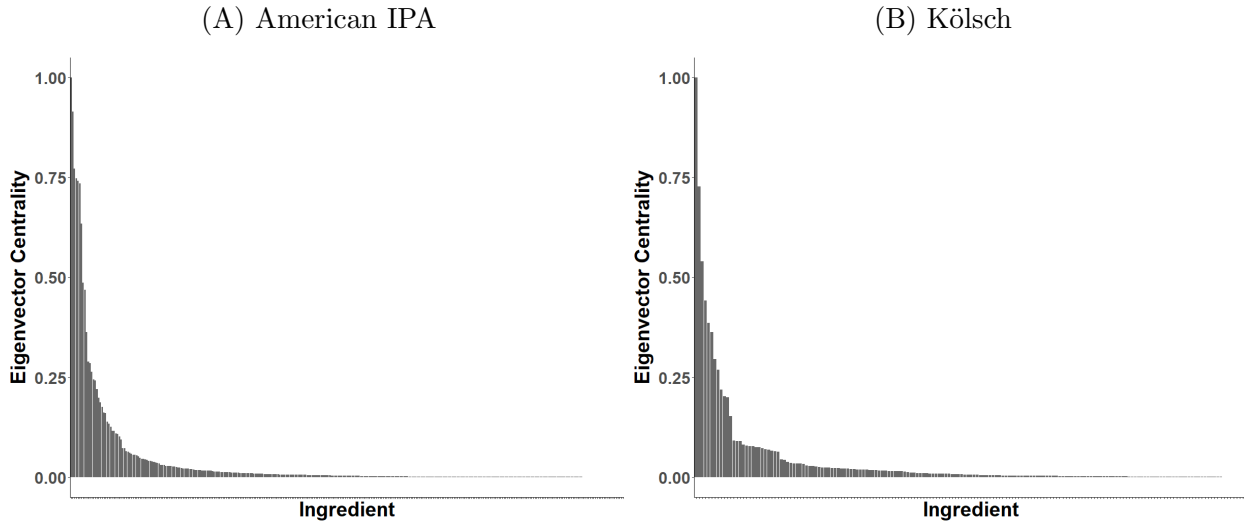 (A) American IPA
1.00
0.75
0.50
0.25
0.00
Eigenvector Centrality
Ingredient
(B) Kölsch
1.00
0.75
0.50
0.25
0.00
Eigenvector Centrality
Ingredient